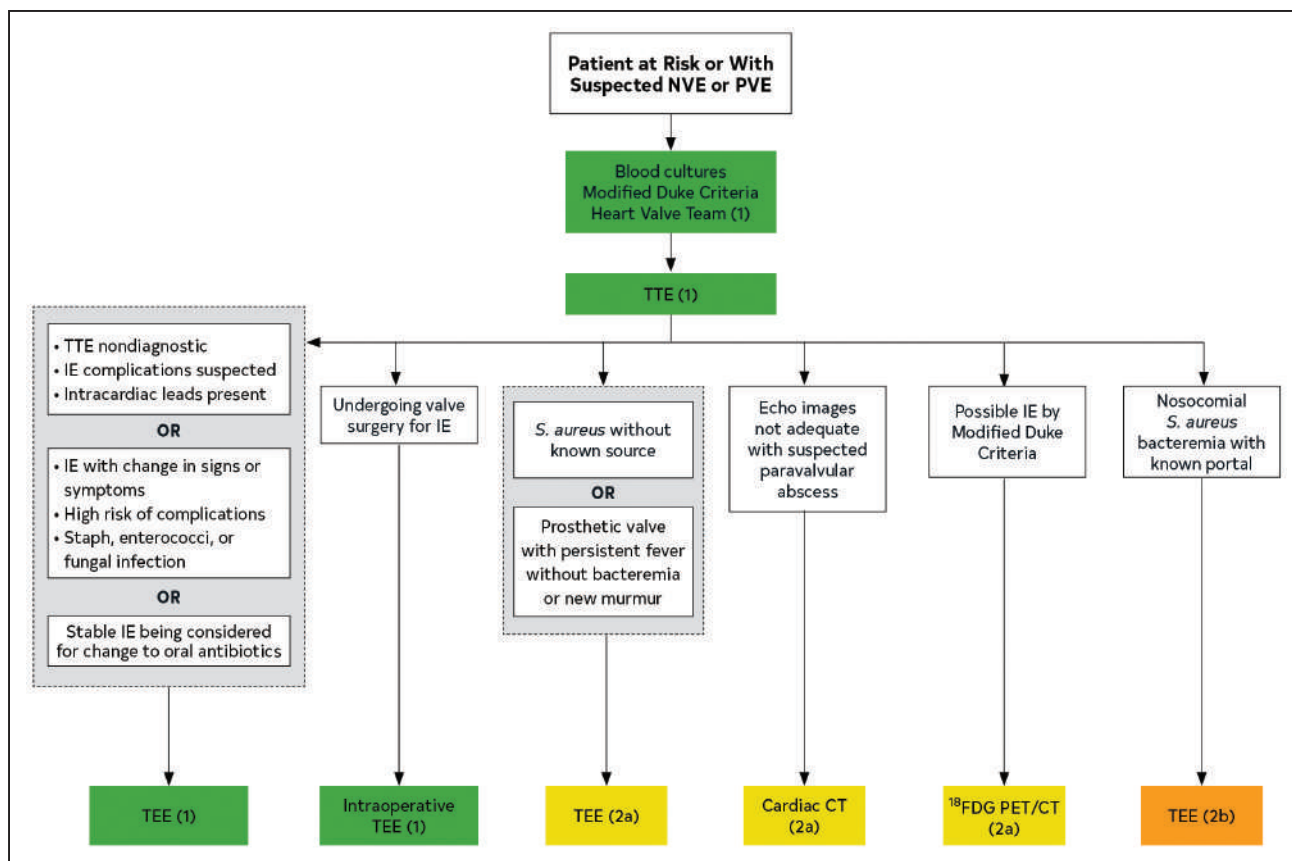 Patient at Risk or With
Suspected NVE or PVE
Blood cultures
Modified Duke Criteria
Heart Valve Team (1)
TTE (1)
• TTE nondiagnostic
• IE complications suspected
• Intracardiac leads present
OR
• IE with change in signs or
symptoms
• High risk of complications
• Staph, enterococci, or
fungal infection
OR
Stable IE being considered
for change to oral antibiotics
TEE (1)
Undergoing valve
surgery for IE
Intraoperative
TEE (1)
S. aureus without
known source
OR
Prosthetic valve
with persistent fever
without bacteremia
or new murmur
TEE (2a)
Echo images
not adequate
with suspected
paravalvular
abscess
Cardiac CT
(2a)
Possible IE by
Modified Duke
Criteria
¹⁸FDG PET/CT
(2a)
Nosocomial
S. aureus
bacteremia with
known portal
TEE (2b)